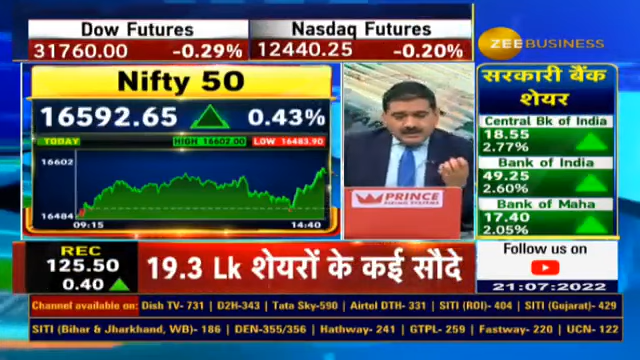 Dow Futures
31760.00 -0.29%
Nasdaq Futures
12440.25 -0.20%
ZEE BUSINESS
Nifty 50
16592.65 0.43%
TODAY HIGH 16602.00 LOW 16483.90
16602
16484
09:15 14:40
PRINCE
PIPING SYSTEMS
सरकारी बैंक
शेयर
Central Bk of India
18.55
2.77%
Bank of India
49.25
2.60%
Bank of Maha
17.40
2.05%
REC
125.50
0.40
19.3 Lk शेयरों के कई सौदे
Follow us on
21:07:2022
Channel available on: Dish TV- 731 | D2H-343 | Tata Sky-590 | Airtel DTH- 331 | SITI (ROI)- 404 | SITI (Gujarat)- 429
SITI (Bihar & Jharkhand, WB)- 186 | DEN-355/356 | Hathway- 241 | GTPL- 259 | Fastway- 220 | UCN- 122